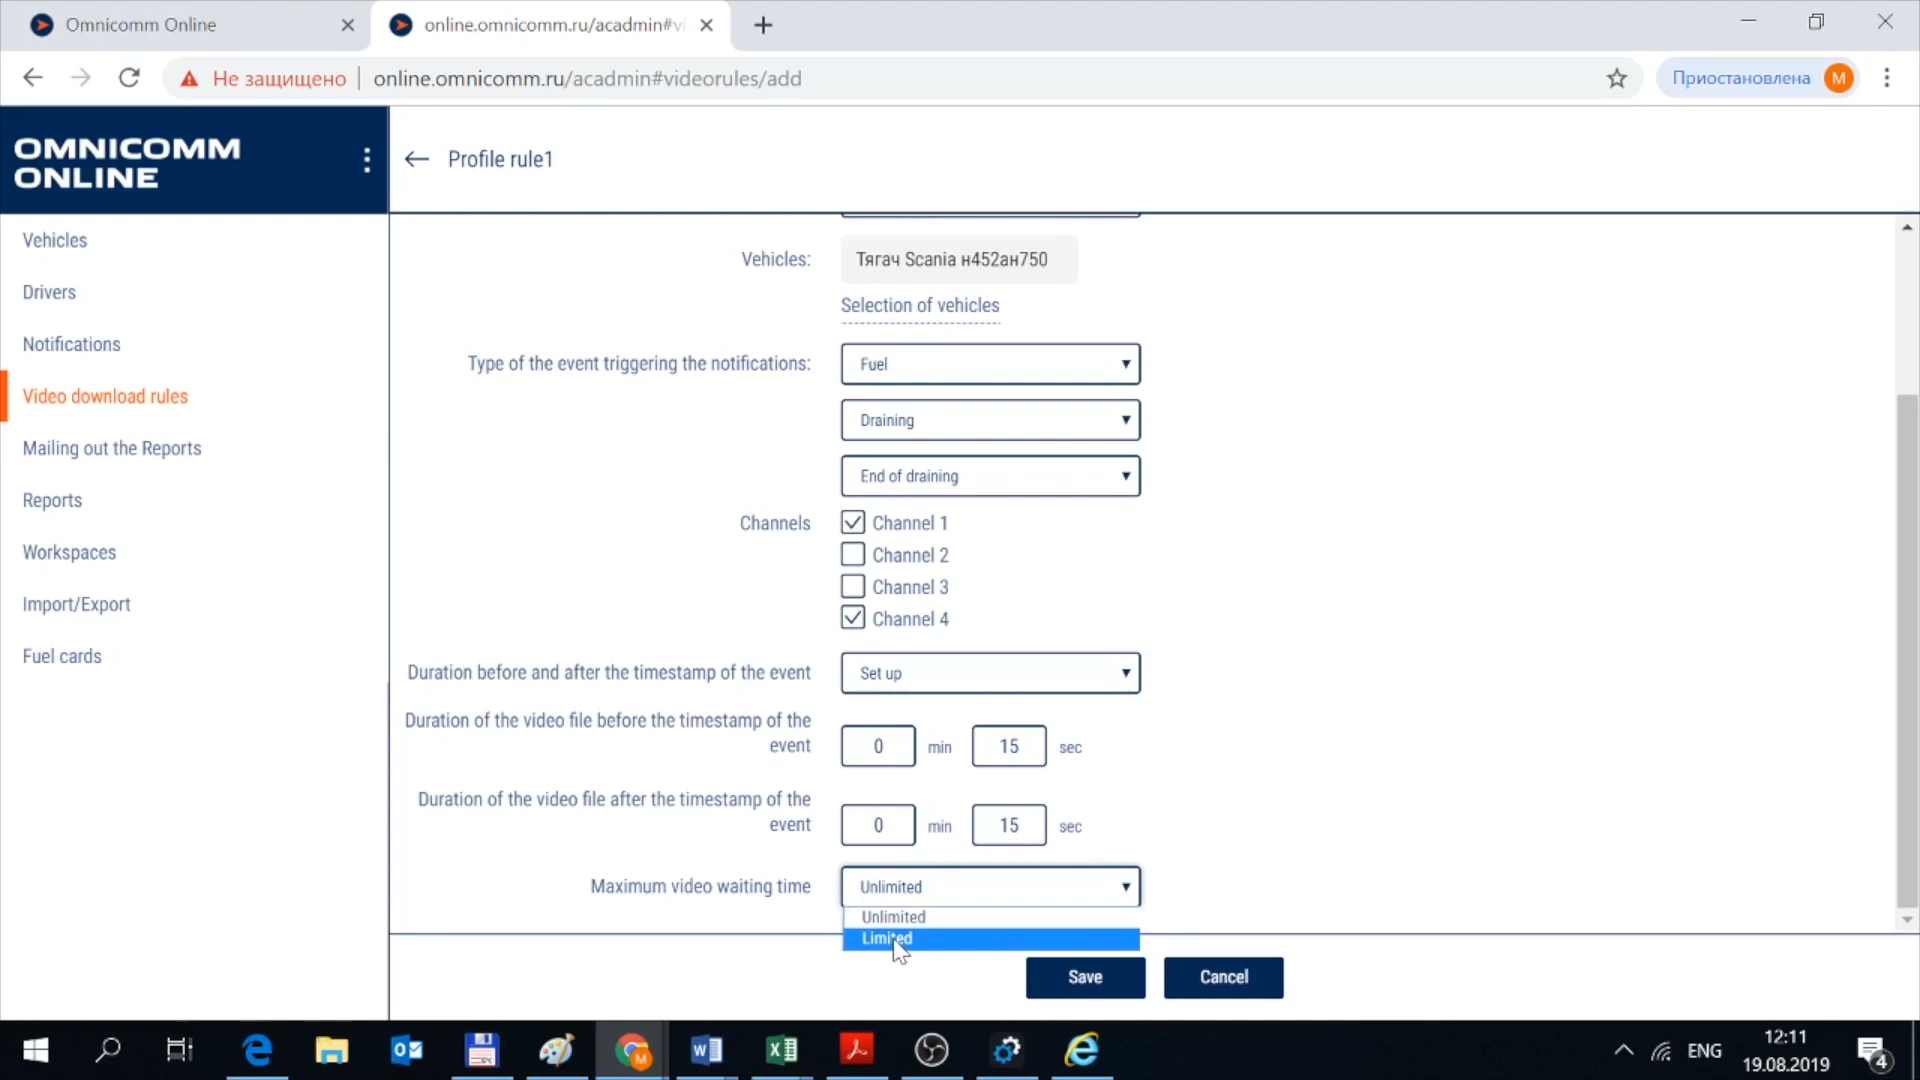 Omnicomm Online
online.omnicomm.ru/acadmin#vi
Не защищено
online.omnicomm.ru/acadmin#videorules/add
Приостановлена
M
OMNICOMM
ONLINE
Profile rule1
Vehicles
Drivers
Notifications
Video download rules
Mailing out the Reports
Reports
Workspaces
Import/Export
Fuel cards
Vehicles:
Тягач Scania н452ан750
Selection of vehicles
Type of the event triggering the notifications:
Fuel
Draining
End of draining
Channels
Channel 1
Channel 2
Channel 3
Channel 4
Duration before and after the timestamp of the event
Set up
Duration of the video file before the timestamp of the
event
0 min 15 sec
Duration of the video file after the timestamp of the
event
0 min 15 sec
Maximum video waiting time
Unlimited
Unlimited
Limited
Save
Cancel
ENG
12:11
19.08.2019
4